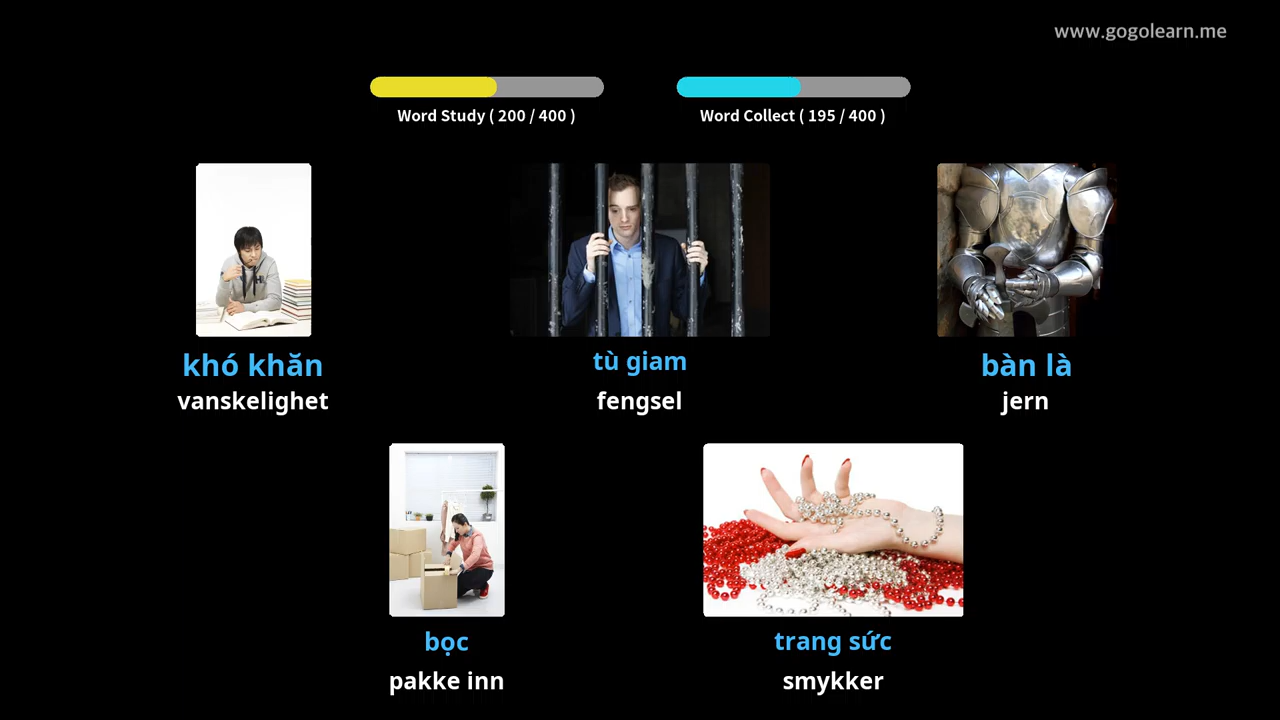 www.gogolearn.me
Word Study ( 200 / 400 )
Word Collect ( 195 / 400 )
khó khăn
vanskelighet
tù giam
fengsel
bàn là
jern
bọc
pakke inn
trang sức
smykker